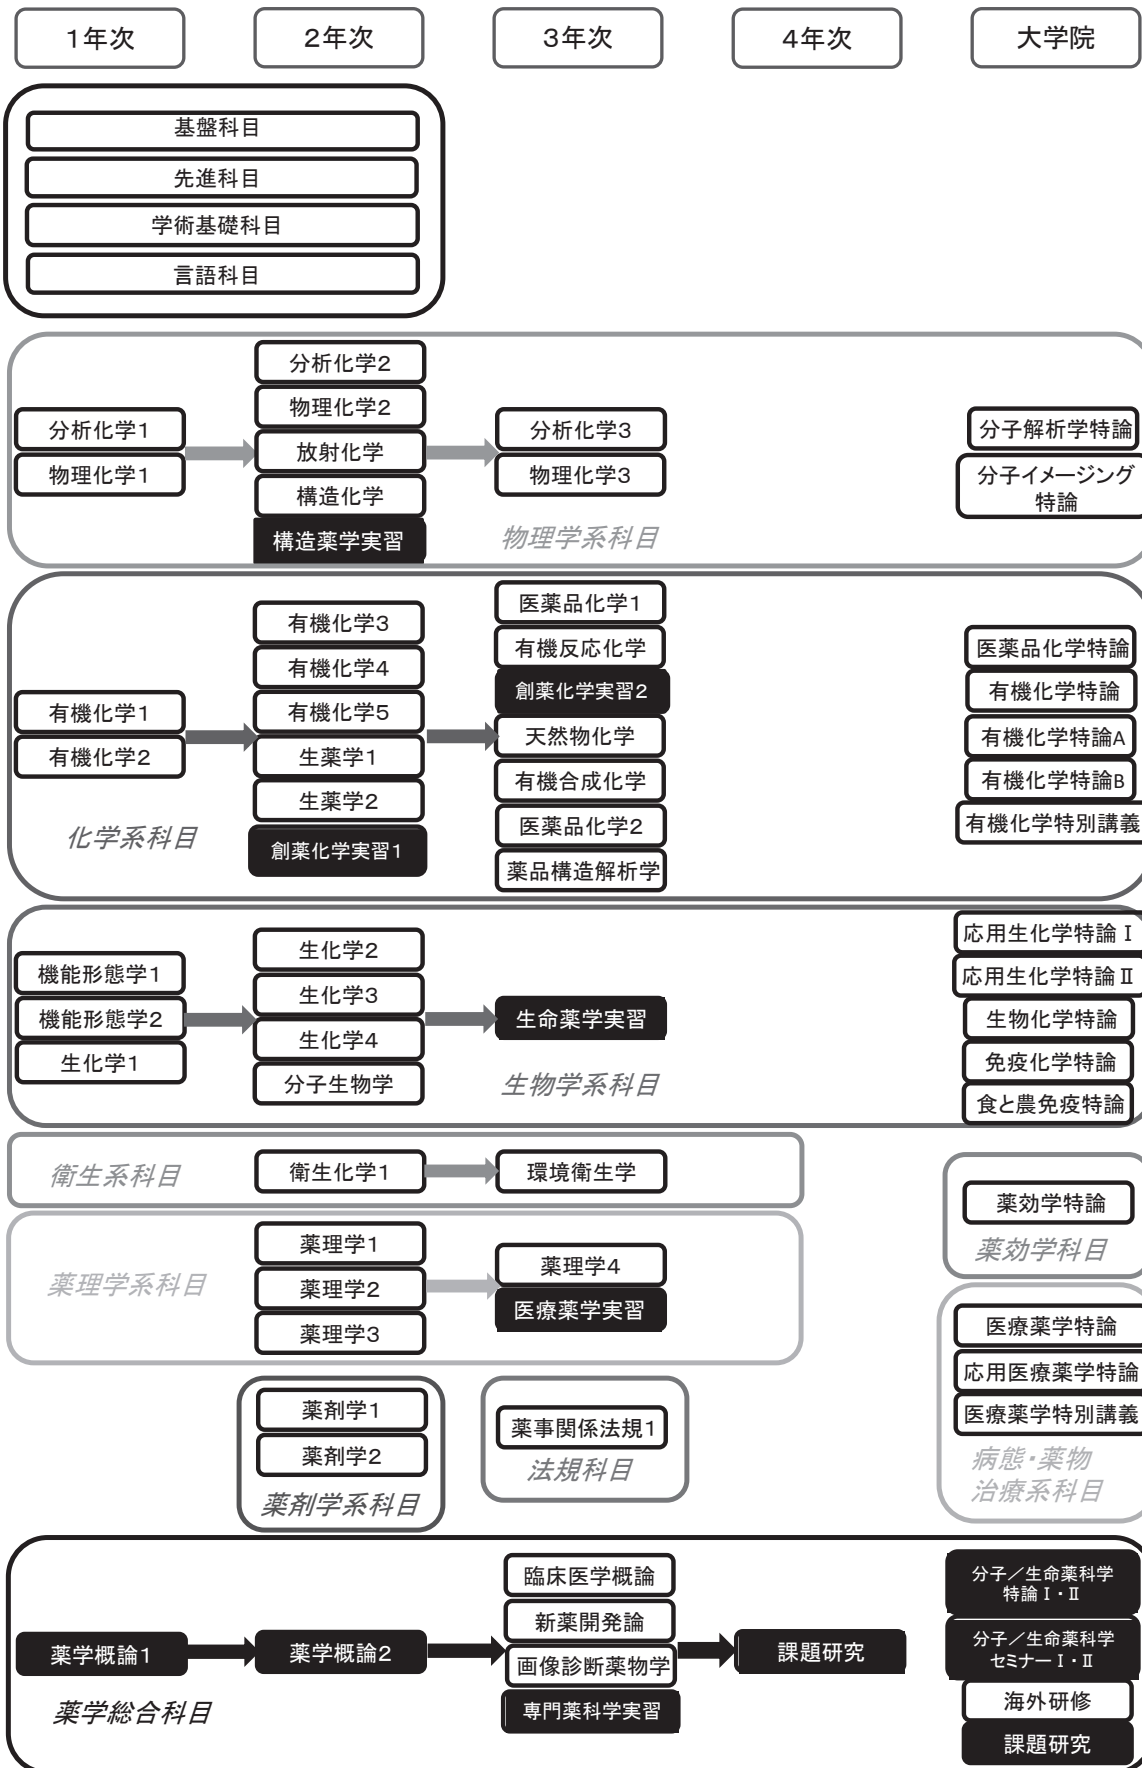 1年次
2年次
3年次
4年次
大学院
基盤科目
先進科目
学術基礎科目
言語科目
分析化学1
物理化学1
分析化学2
物理化学2
放射化学
構造化学
構造薬学実習
分析化学3
物理化学3
物理学系科目
分子解析学特論
分子イメージング
特論
有機化学1
有機化学2
化学系科目
有機化学3
有機化学4
有機化学5
生薬学1
生薬学2
創薬化学実習1
医薬品化学1
有機反応化学
創薬化学実習2
天然物化学
有機合成化学
医薬品化学2
薬品構造解析学
医薬品化学特論
有機化学特論
有機化学特論A
有機化学特論B
有機化学特別講義
機能形態学1
機能形態学2
生化学1
生化学2
生化学3
生化学4
分子生物学
生命薬学実習
生物学系科目
応用生化学特論Ⅰ
応用生化学特論Ⅱ
生物化学特論
免疫化学特論
食と農免疫特論
衛生系科目
衛生化学1
環境衛生学
薬理学系科目
薬理学1
薬理学2
薬理学3
薬理学4
医療薬学実習
薬効学特論
薬効学科目
薬剤学1
薬剤学2
薬剤学系科目
薬事関係法規1
法規科目
医療薬学特論
応用医療薬学特論
医療薬学特別講義
病態・薬物
治療系科目
薬学概論1
薬学総合科目
薬学概論2
臨床医学概論
新薬開発論
画像診断薬物学
専門薬科学実習
課題研究
分子／生命薬科学
特論Ⅰ・Ⅱ
分子／生命薬科学
セミナーⅠ・Ⅱ
海外研修
課題研究